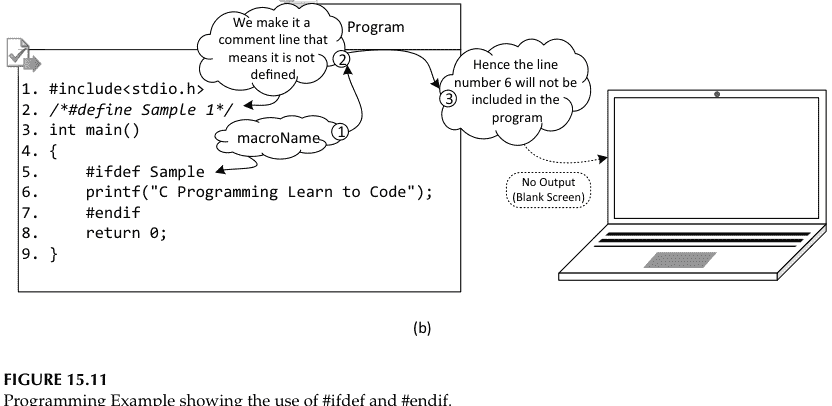 Program
We make it a
comment line that
means it is not
defined
2
Hence the line
number 6 will not be
included in the
program
3
macroName
1
1. #include<stdio.h>
2. /*#define Sample 1*/
3. int main()
4. {
5. #ifdef Sample
6. printf("C Programming Learn to Code");
7. #endif
8. return 0;
9. }
No Output
(Blank Screen)
(b)
FIGURE 15.11
Programming Example showing the use of #ifdef and #endif.